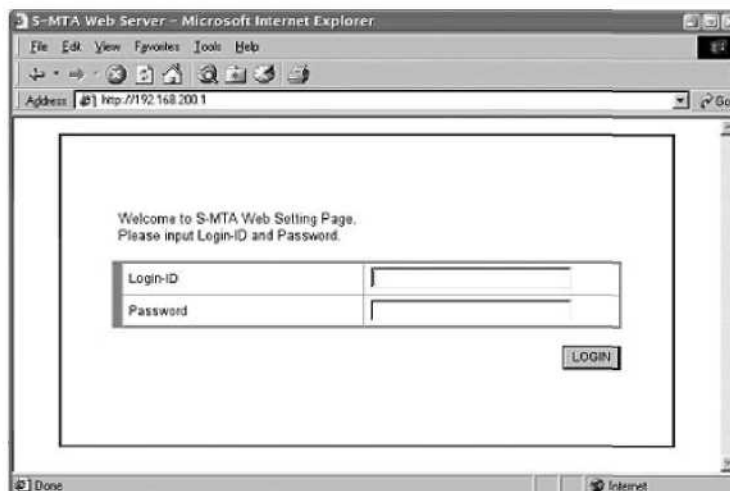 S-MTA Web Server - Microsoft Internet Explorer
File Edit View Favorites Tools Help
Address http://192.168.200.1 Go
Welcome to S-MTA Web Setting Page.
Please input Login-ID and Password.
Login-ID
Password
LOGIN
Done Internet